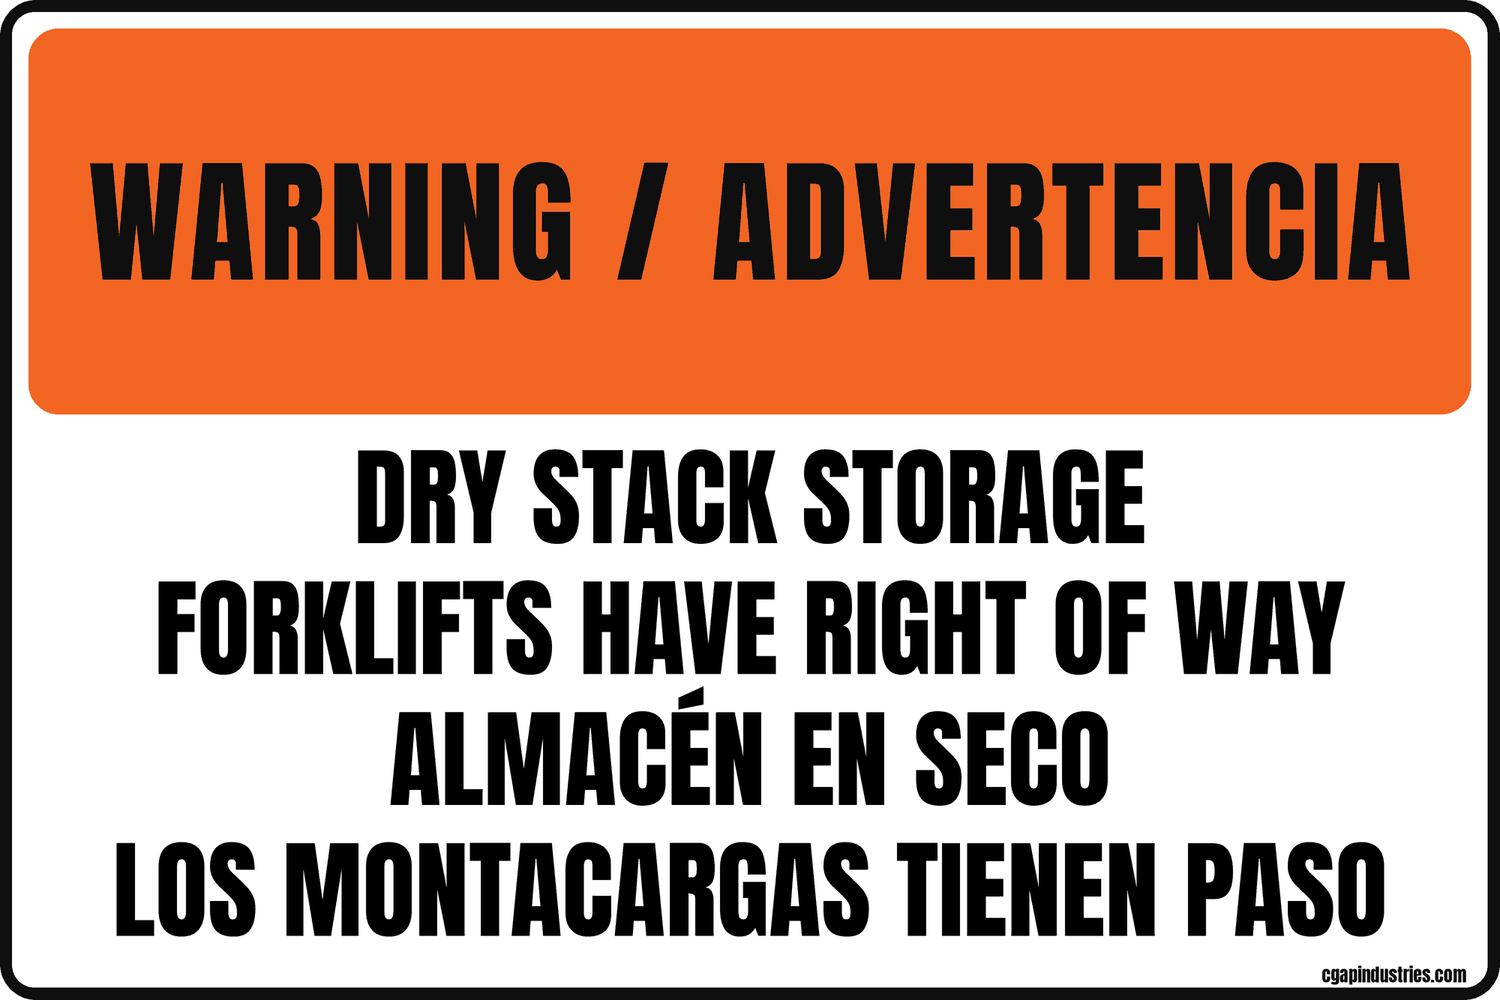 WARNING / ADVERTENCIA
DRY STACK STORAGE
FORKLIFTS HAVE RIGHT OF WAY
ALMACÉN EN SECO
LOS MONTACARGAS TIENEN PASO
cgapindustries.com